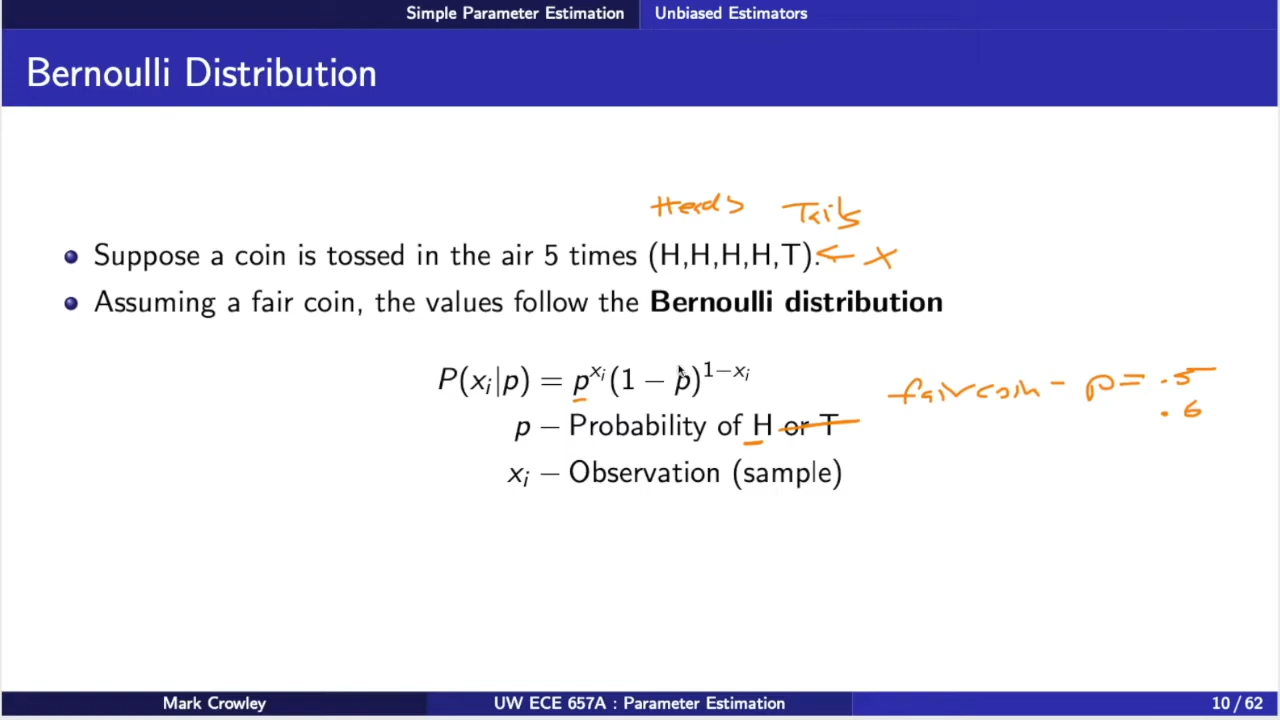 Simple Parameter Estimation Unbiased Estimators
Bernoulli Distribution
Heads Tails
Suppose a coin is tossed in the air 5 times (H,H,H,H,T). ← X
Assuming a fair coin, the values follow the Bernoulli distribution
P(xᵢ|p) = p^{xᵢ}(1 − p)^{1−xᵢ}
fair coin - p = .5
.6
p − Probability of H or T
xᵢ − Observation (sample)
Mark Crowley UW ECE 657A : Parameter Estimation 10 / 62